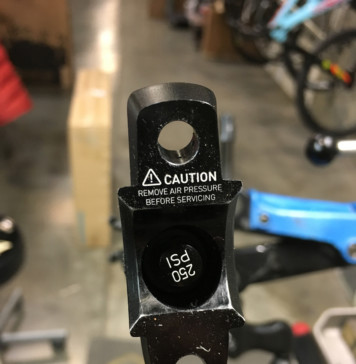 ⚠ CAUTION
REMOVE AIR PRESSURE
BEFORE SERVICING
250
PSI